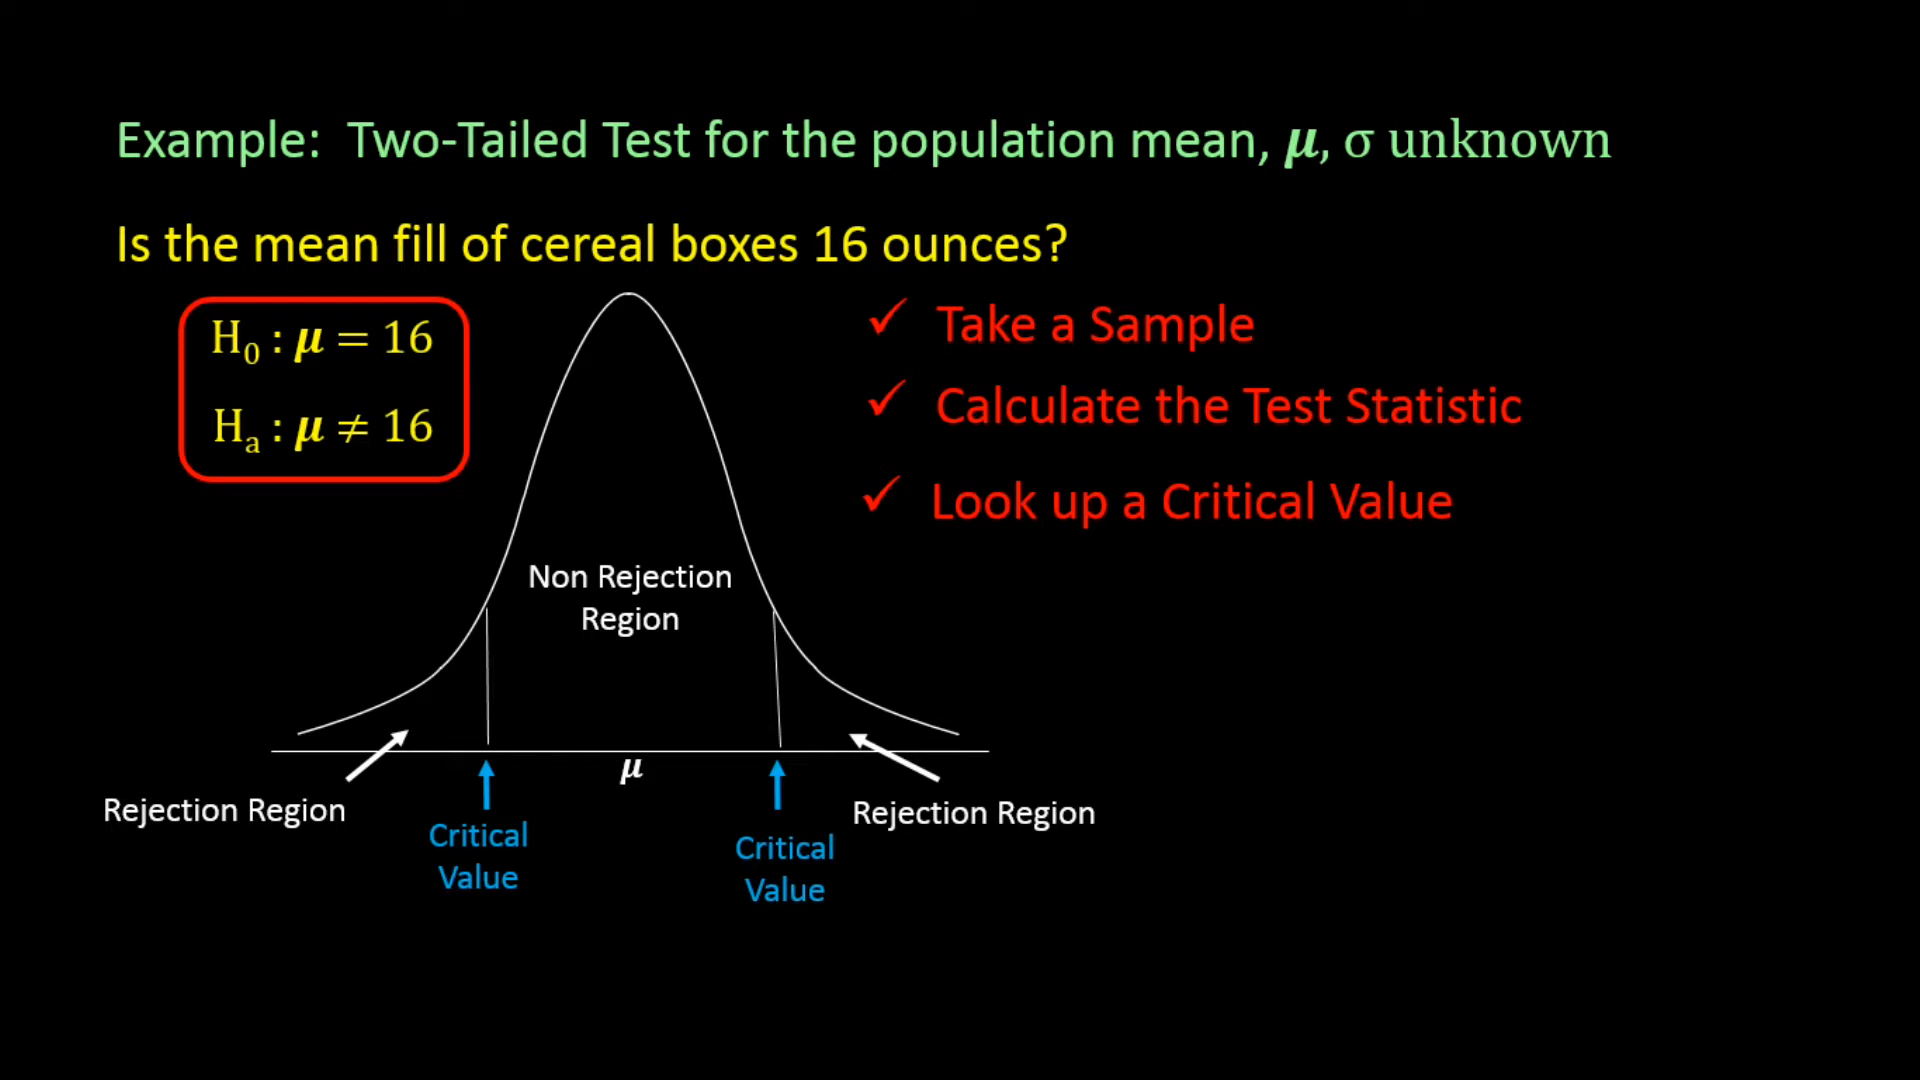 Example: Two-Tailed Test for the population mean, μ, σ unknown
Is the mean fill of cereal boxes 16 ounces?
H₀ : μ = 16
Hₐ : μ ≠ 16
✓ Take a Sample
✓ Calculate the Test Statistic
✓ Look up a Critical Value
Non Rejection
Region
μ
Rejection Region
Critical
Value
Critical
Value
Rejection Region